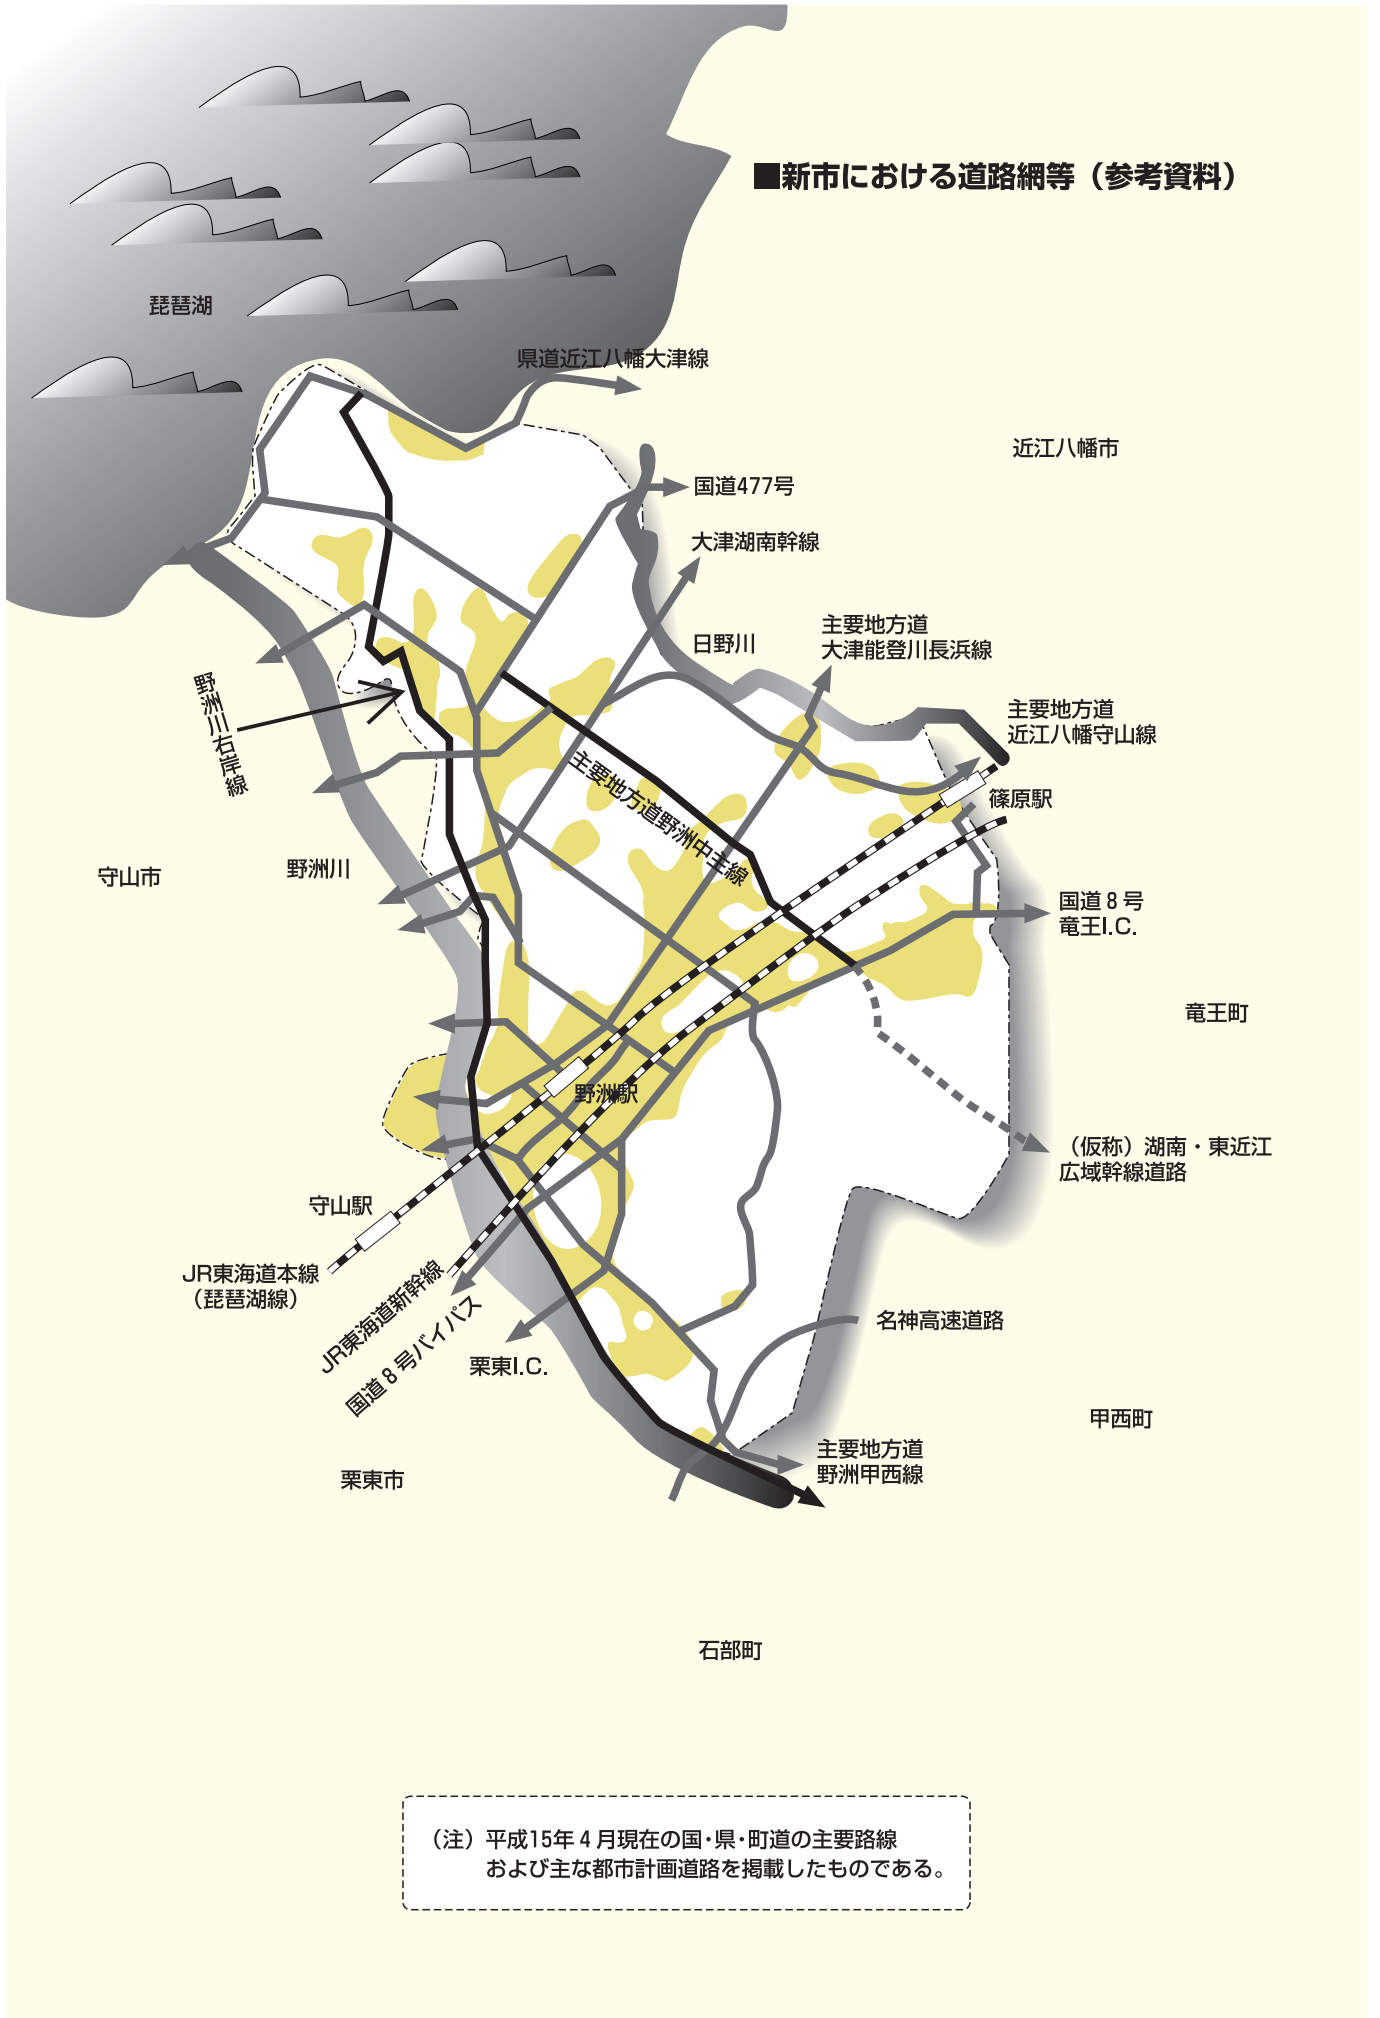 ■新市における道路網等（参考資料）
琵琶湖
県道近江八幡大津線
近江八幡市
国道477号
大津湖南幹線
日野川
主要地方道
大津能登川長浜線
野洲川右岸線
主要地方道
近江八幡守山線
篠原駅
主要地方道野洲中主線
守山市
野洲川
国道8号
竜王I.C.
竜王町
野洲駅
（仮称）湖南・東近江
広域幹線道路
守山駅
JR東海道本線
（琵琶湖線）
JR東海道新幹線
国道8号バイパス
栗東I.C.
名神高速道路
甲西町
主要地方道
野洲甲西線
栗東市
石部町
（注）平成15年4月現在の国・県・町道の主要路線
および主な都市計画道路を掲載したものである。